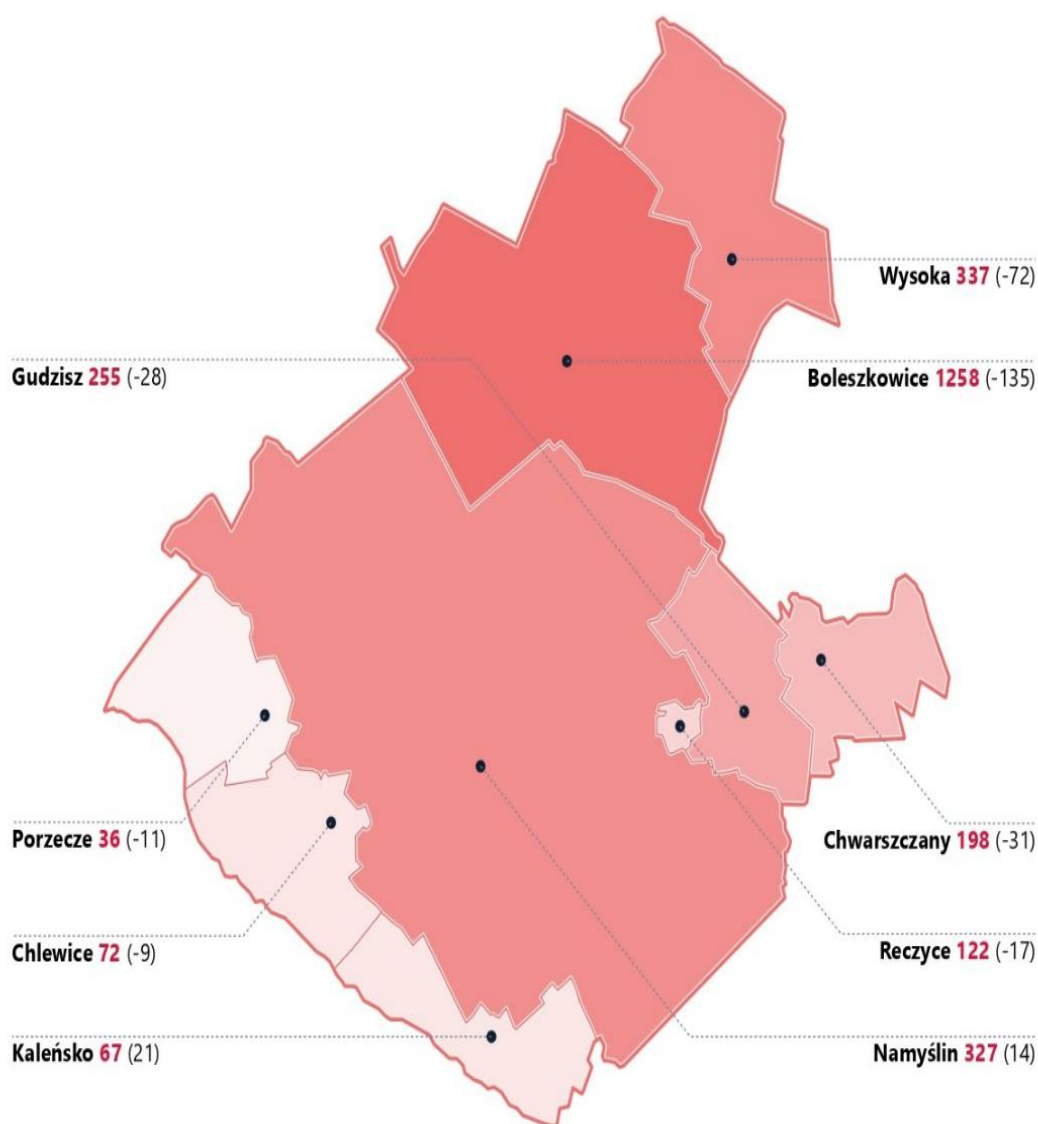 Wysoka 337 (-72)
Gudzisz 255 (-28)
Boleszkowice 1258 (-135)
Porzecze 36 (-11)
Chwarszczany 198 (-31)
Chlewice 72 (-9)
Reczyce 122 (-17)
Kaleńsko 67 (21)
Namyślin 327 (14)